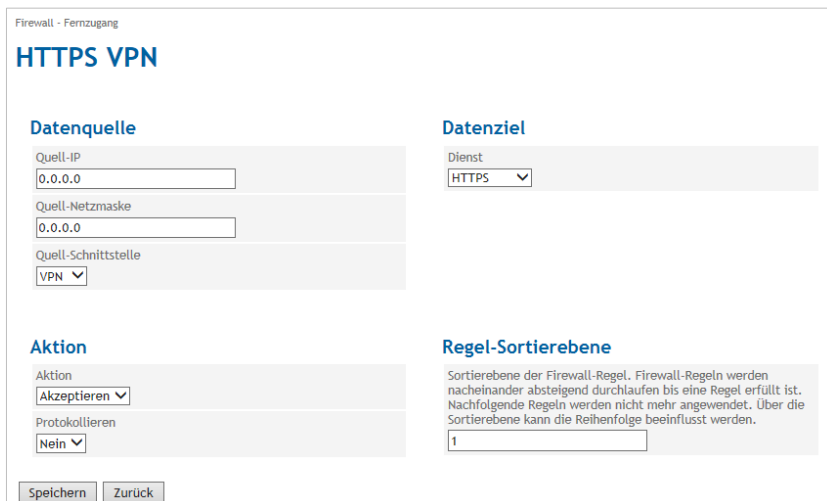 Firewall - Fernzugang
HTTPS VPN
Datenquelle
Quell-IP
0.0.0.0
Quell-Netzmaske
0.0.0.0
Quell-Schnittstelle
VPN
Datenziel
Dienst
HTTPS
Aktion
Aktion
Akzeptieren
Protokollieren
Nein
Regel-Sortierebene
Sortierebene der Firewall-Regel. Firewall-Regeln werden
nacheinander absteigend durchlaufen bis eine Regel erfüllt ist.
Nachfolgende Regeln werden nicht mehr angewendet. Über die
Sortierebene kann die Reihenfolge beeinflusst werden.
1
Speichern Zurück